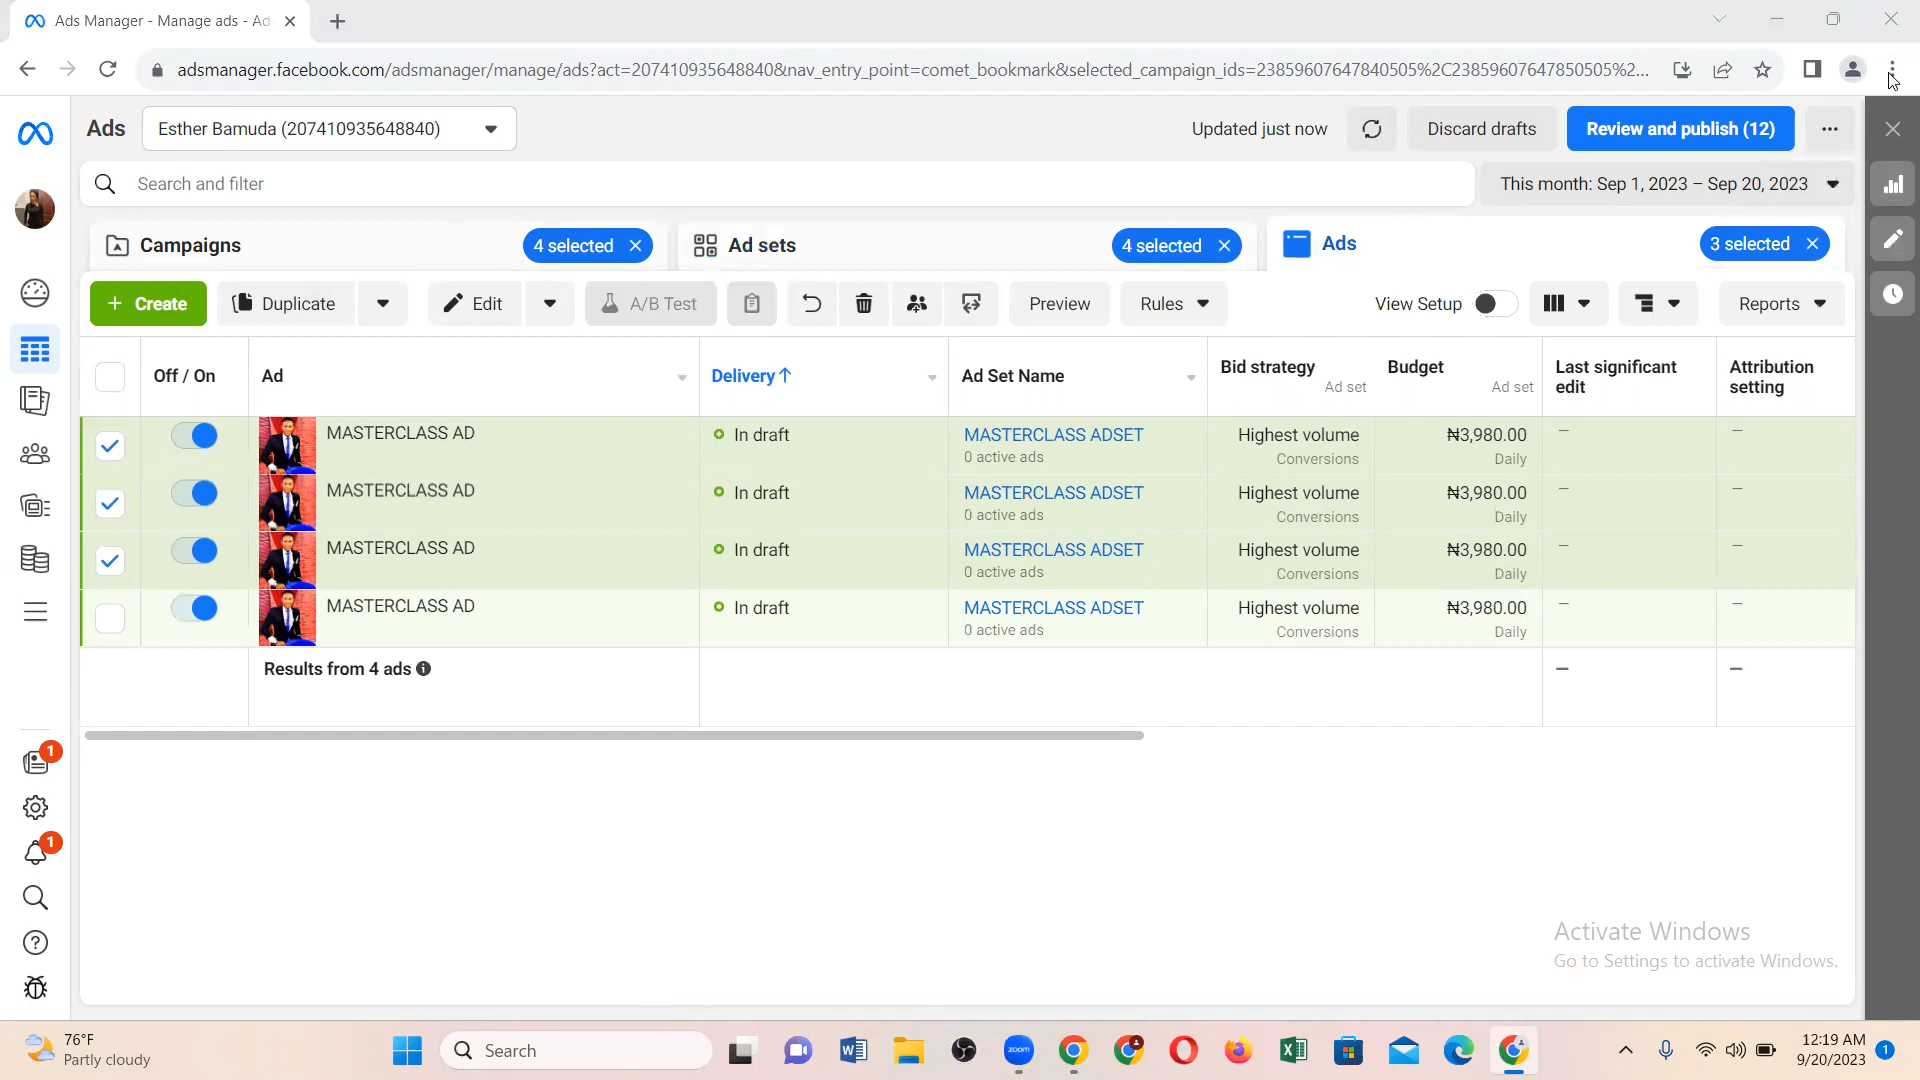 Ads Manager - Manage ads - Ad
adsmanager.facebook.com/adsmanager/manage/ads?act=207410935648840&nav_entry_point=comet_bookmark&selected_campaign_ids=23859607647840505%2C23859607647850505%2...
Ads
Esther Bamuda (207410935648840)
Updated just now
Discard drafts
Review and publish (12)
Search and filter
This month: Sep 1, 2023 – Sep 20, 2023
Campaigns
4 selected
Ad sets
4 selected
Ads
3 selected
+ Create
Duplicate
Edit
A/B Test
Preview
Rules
View Setup
Reports
Off / On
Ad
Delivery ↑
Ad Set Name
Bid strategy
Ad set
Budget
Ad set
Last significant edit
Attribution setting
MASTERCLASS AD
In draft
MASTERCLASS ADSET
0 active ads
Highest volume
Conversions
₦3,980.00
Daily
–
–
MASTERCLASS AD
In draft
MASTERCLASS ADSET
0 active ads
Highest volume
Conversions
₦3,980.00
Daily
–
–
MASTERCLASS AD
In draft
MASTERCLASS ADSET
0 active ads
Highest volume
Conversions
₦3,980.00
Daily
–
–
MASTERCLASS AD
In draft
MASTERCLASS ADSET
0 active ads
Highest volume
Conversions
₦3,980.00
Daily
–
–
Results from 4 ads
–
–
1
1
Activate Windows
Go to Settings to activate Windows.
76°F
Partly cloudy
Search
zoom
12:19 AM
9/20/2023
1